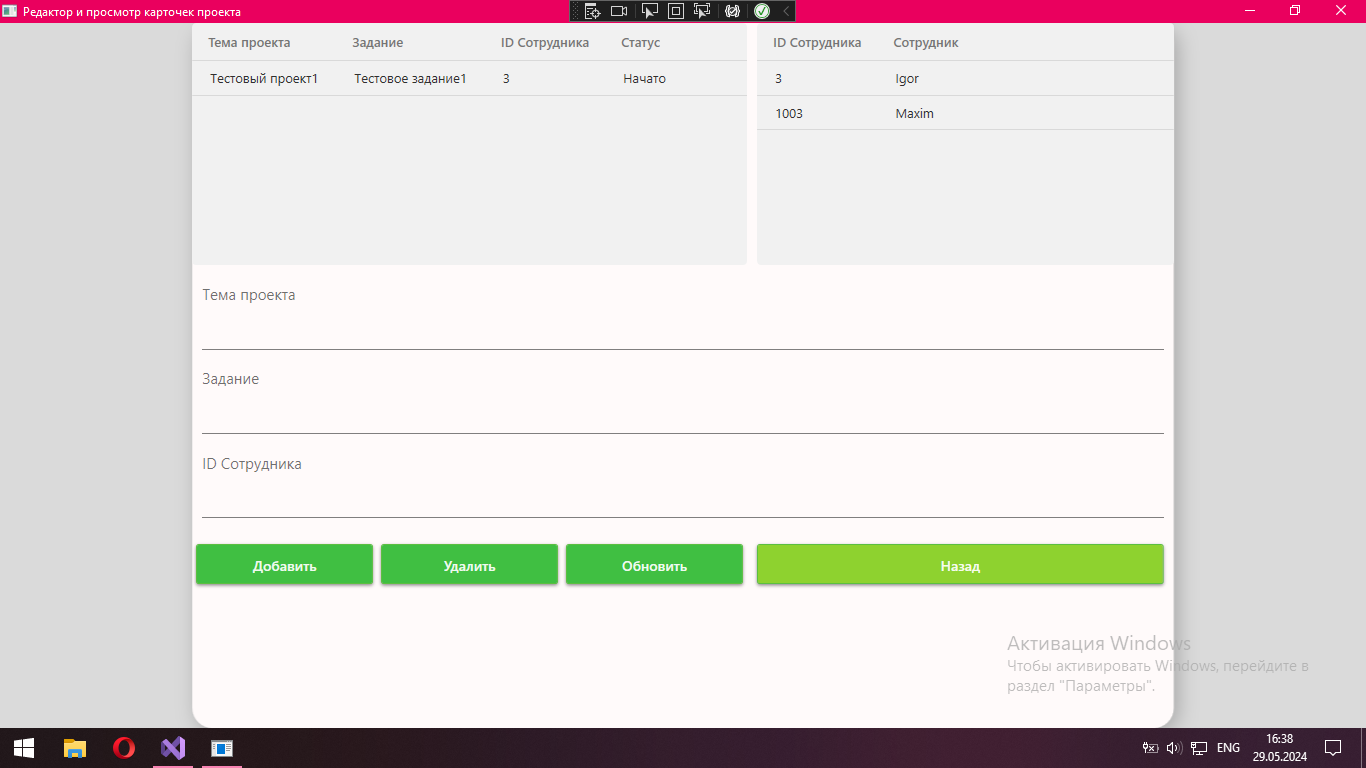 Редактор и просмотр карточек проекта
Тема проекта Задание ID Сотрудника Статус
Тестовый проект1 Тестовое задание1 3 Начато
ID Сотрудника Сотрудник
3 Igor
1003 Maxim
Тема проекта
Задание
ID Сотрудника
Добавить Удалить Обновить Назад
Активация Windows
Чтобы активировать Windows, перейдите в
раздел "Параметры".
ENG
16:38
29.05.2024